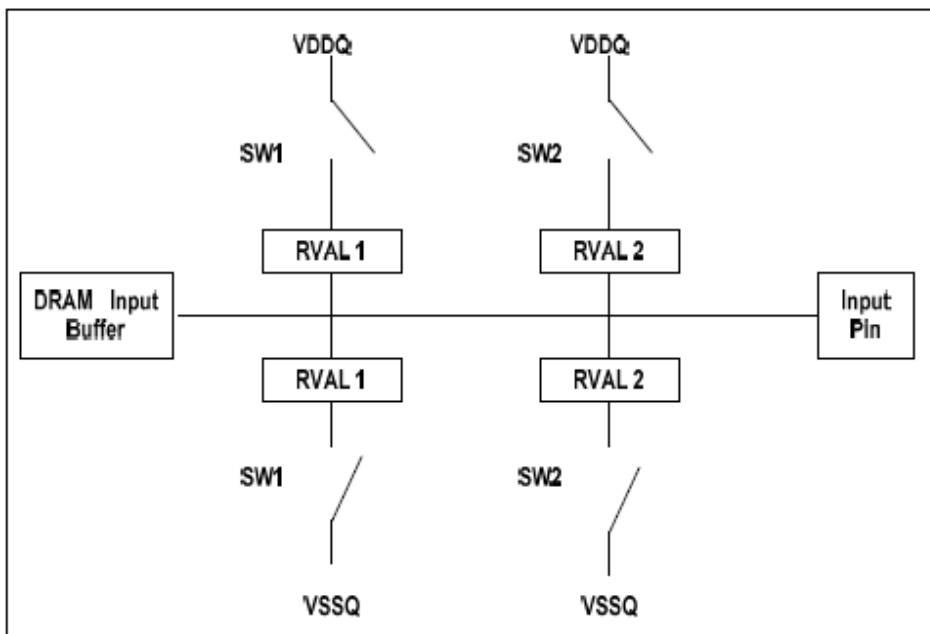 VDDQ VDDQ
SW1 SW2
RVAL 1 RVAL 2
DRAM Input
Buffer
Input
Pin
RVAL 1 RVAL 2
SW1 SW2
VSSQ VSSQ